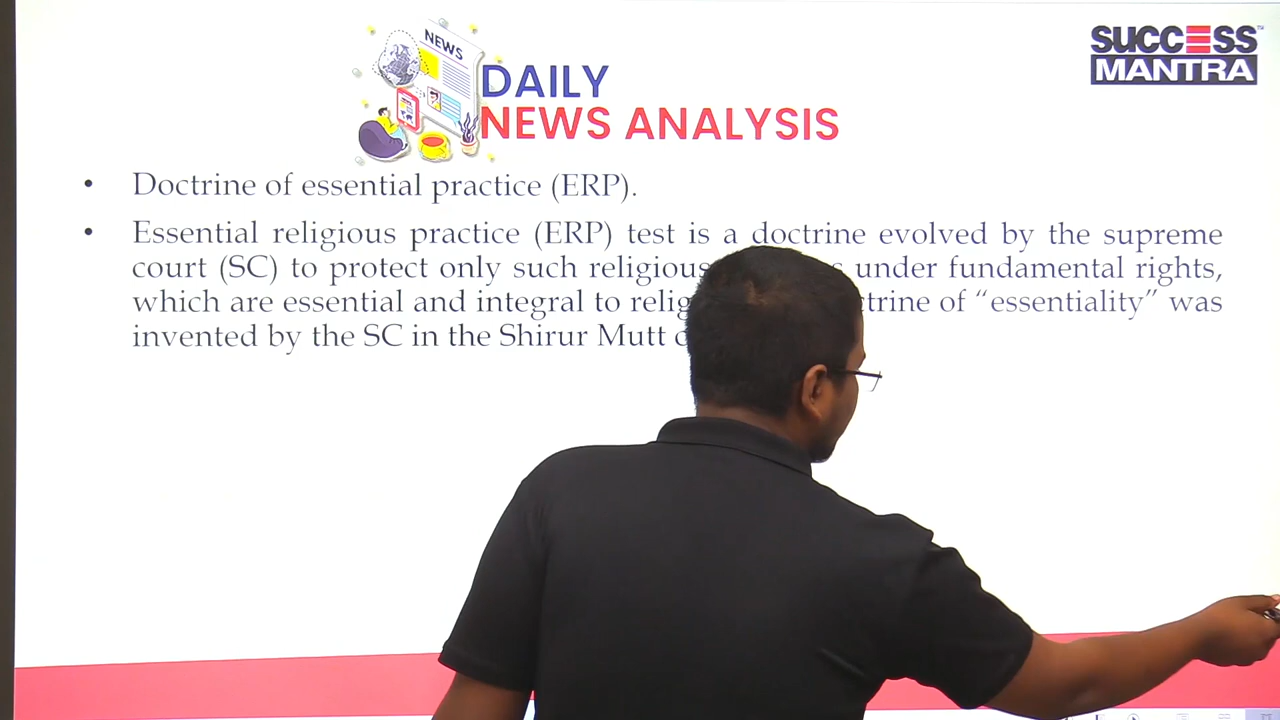 NEWS
DAILY
NEWS ANALYSIS
SUCCESS
MANTRA
• Doctrine of essential practice (ERP).
• Essential religious practice (ERP) test is a doctrine evolved by the supreme
court (SC) to protect only such religious under fundamental rights,
which are essential and integral to of “essentiality” was
invented by the SC in the Shirur Mutt